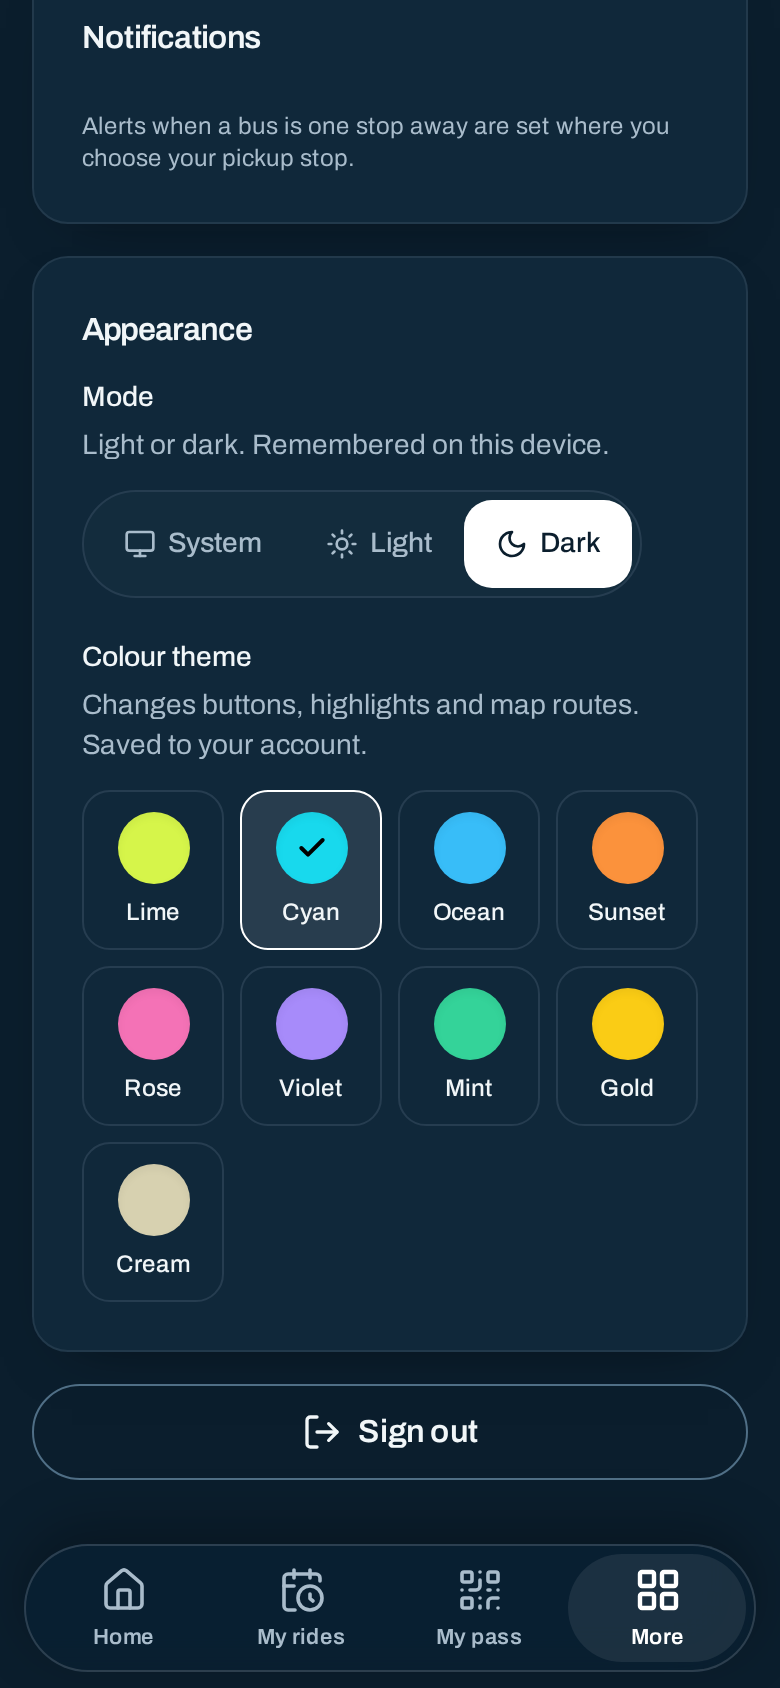 Notifications
Alerts when a bus is one stop away are set where you
choose your pickup stop.
Appearance
Mode
Light or dark. Remembered on this device.
System
Light
Dark
Colour theme
Changes buttons, highlights and map routes.
Saved to your account.
Lime
Cyan
Ocean
Sunset
Rose
Violet
Mint
Gold
Cream
Sign out
Home
My rides
My pass
More